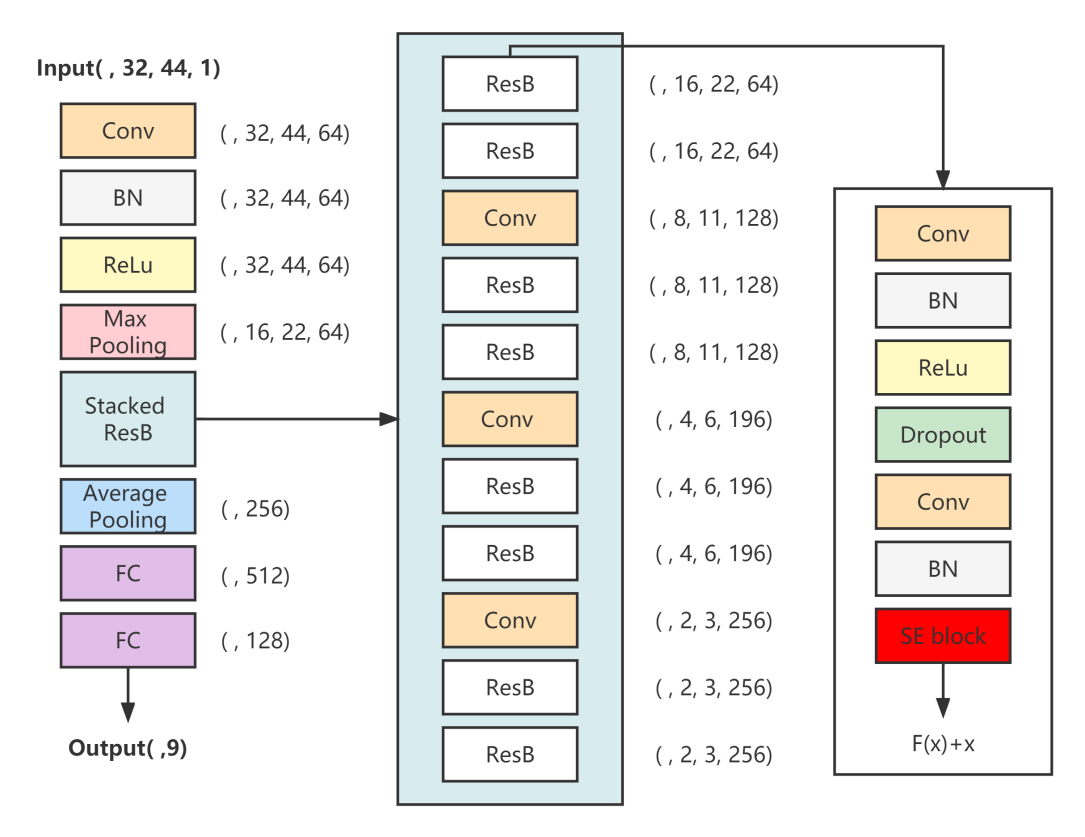 Input( , 32, 44, 1)
Conv
( , 32, 44, 64)
BN
( , 32, 44, 64)
ReLu
( , 32, 44, 64)
Max
Pooling
( , 16, 22, 64)
Stacked
ResB
Average
Pooling
( , 256)
FC
( , 512)
FC
( , 128)
Output( ,9)
ResB
( , 16, 22, 64)
ResB
( , 16, 22, 64)
Conv
( , 8, 11, 128)
ResB
( , 8, 11, 128)
ResB
( , 8, 11, 128)
Conv
( , 4, 6, 196)
ResB
( , 4, 6, 196)
ResB
( , 4, 6, 196)
Conv
( , 2, 3, 256)
ResB
( , 2, 3, 256)
ResB
( , 2, 3, 256)
Conv
BN
ReLu
Dropout
Conv
BN
SE block
F(x)+x